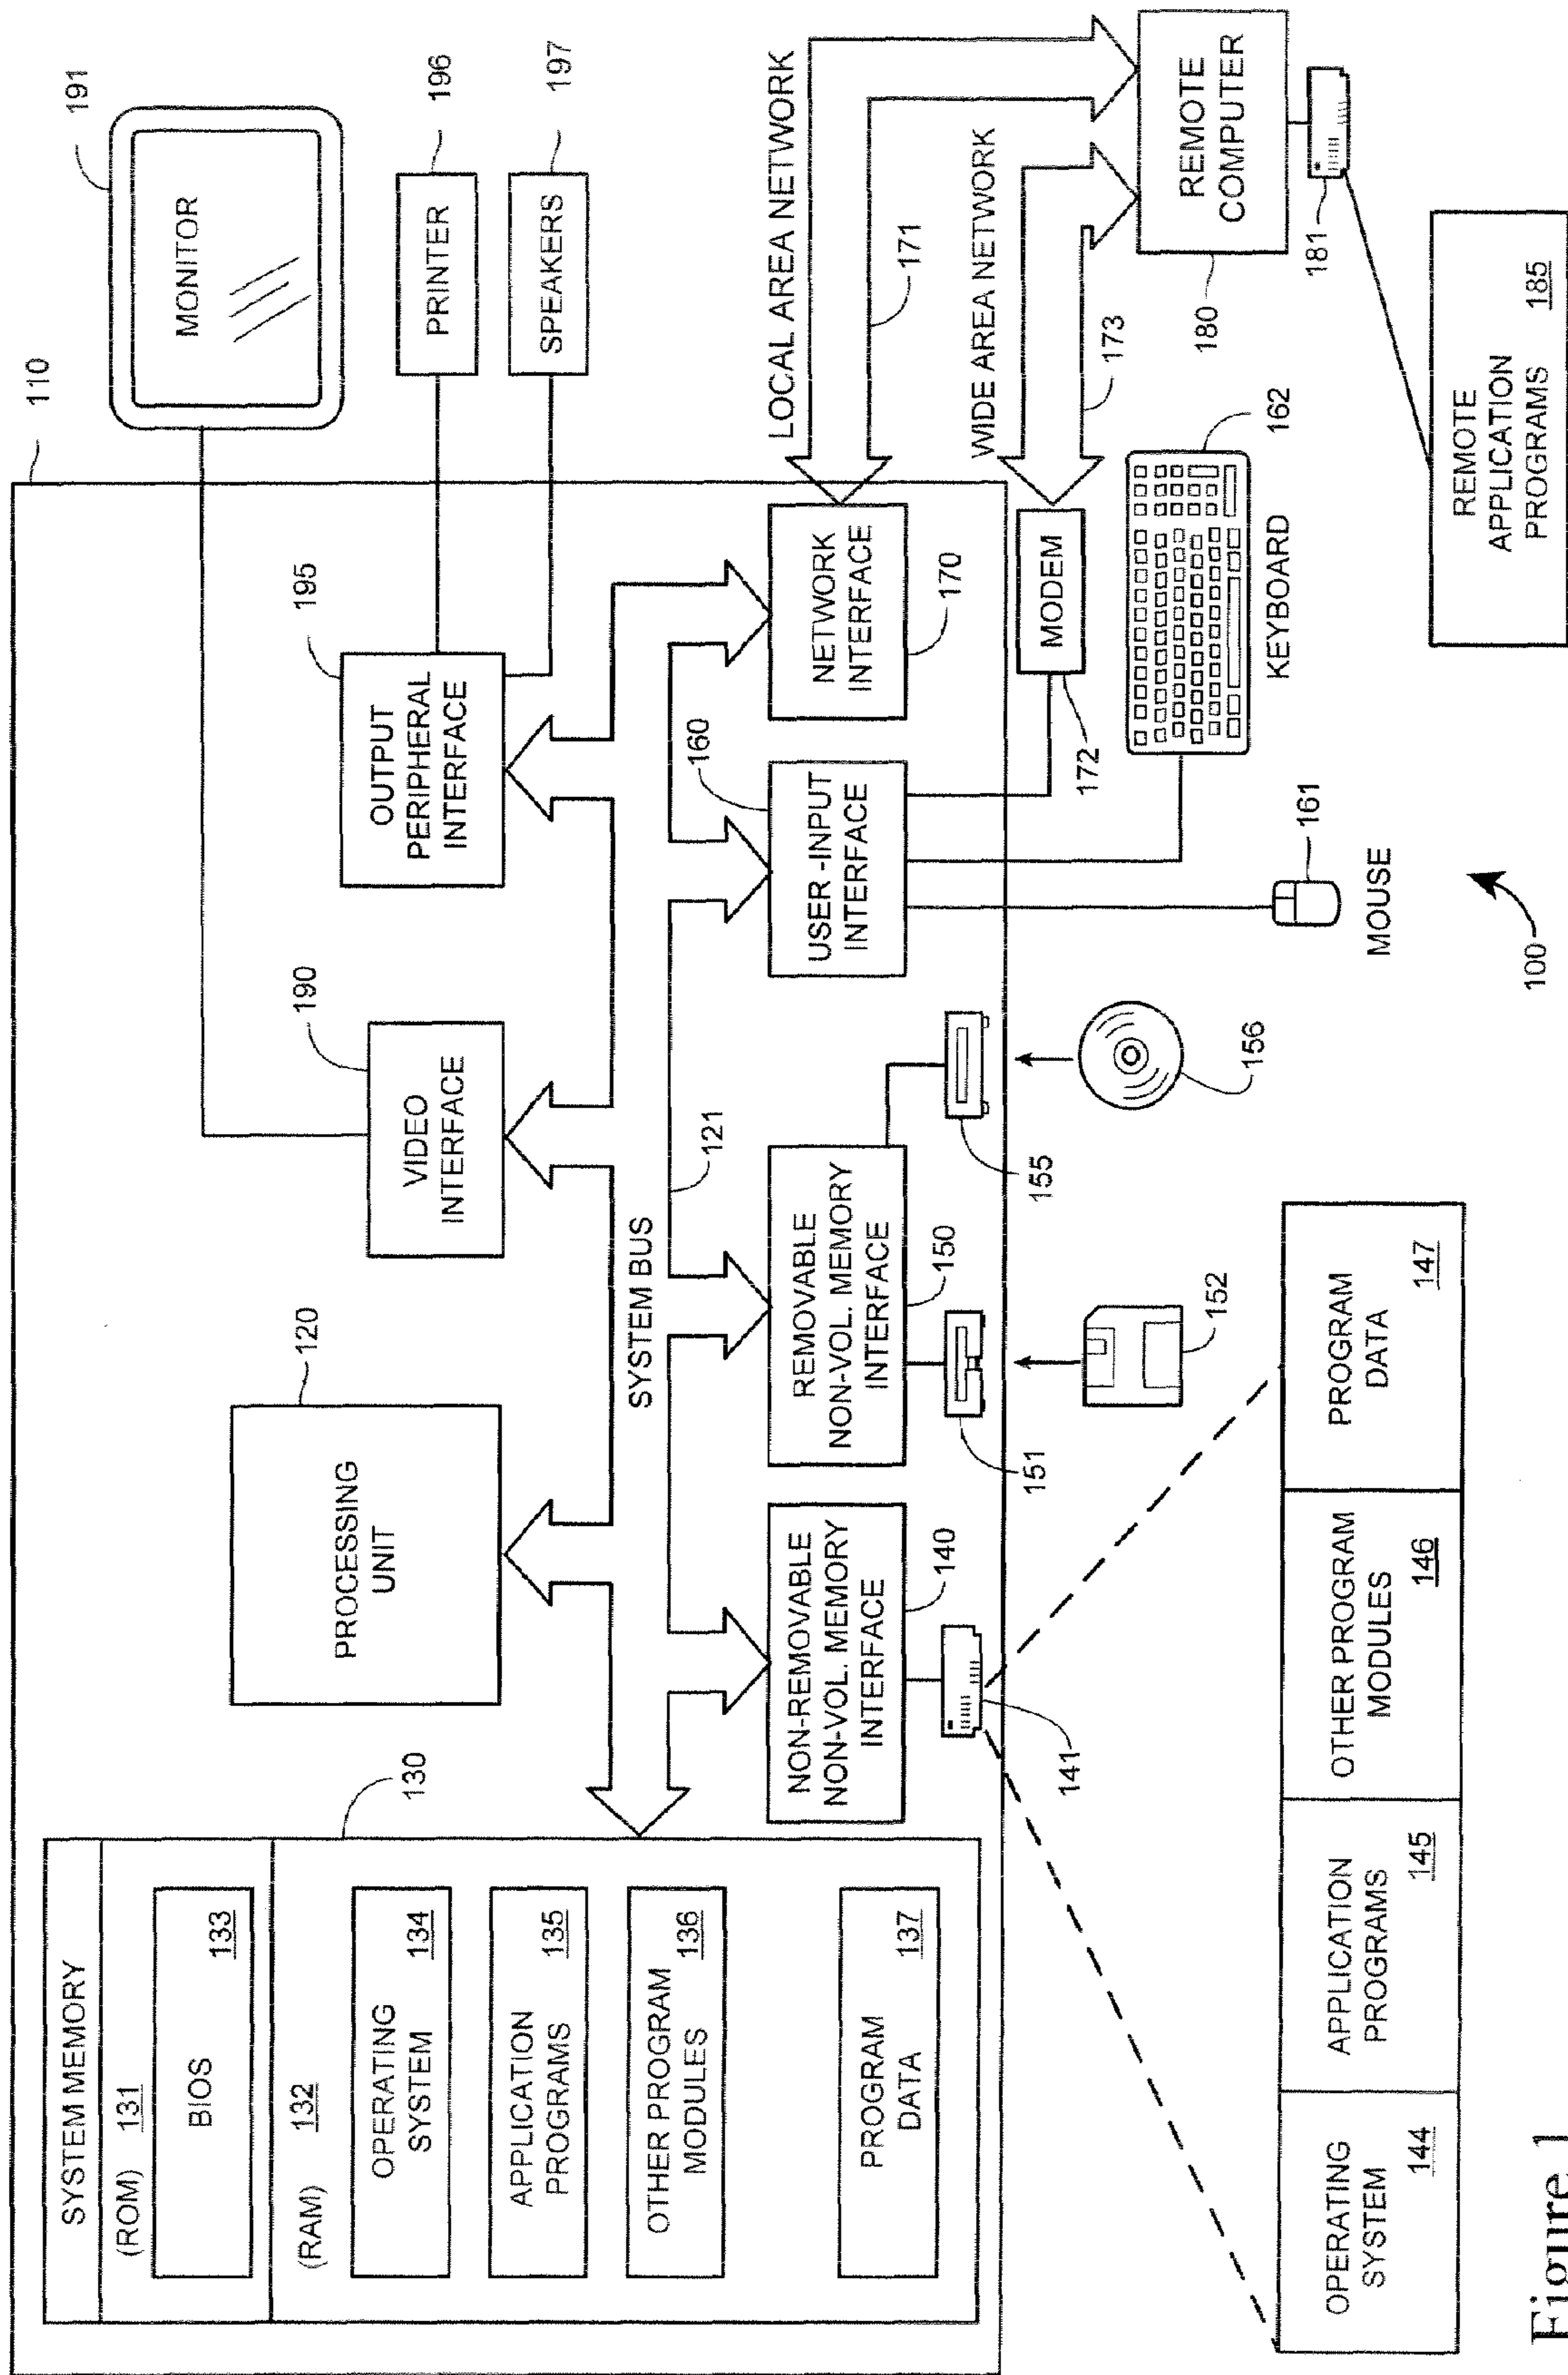 110
SYSTEM MEMORY
(ROM) 131
BIOS
133
(RAM) 132
OPERATING
SYSTEM
134
APPLICATION
PROGRAMS
135
OTHER PROGRAM
MODULES
136
PROGRAM
DATA
137
130
PROCESSING
UNIT
120
VIDEO
INTERFACE
190
OUTPUT
PERIPHERAL
INTERFACE
195
MONITOR
191
PRINTER
196
SPEAKERS
197
SYSTEM BUS
121
NON-REMOVABLE
NON-VOL. MEMORY
INTERFACE
140
REMOVABLE
NON-VOL. MEMORY
INTERFACE
150
USER -INPUT
INTERFACE
160
NETWORK
INTERFACE
170
LOCAL AREA NETWORK
171
WIDE AREA NETWORK
173
141
151
155
152
156
MODEM
172
KEYBOARD
162
161
MOUSE
REMOTE
COMPUTER
180
181
REMOTE
APPLICATION
PROGRAMS
185
OPERATING
SYSTEM
144
APPLICATION
PROGRAMS
145
OTHER PROGRAM
MODULES
146
PROGRAM
DATA
147
100
Figure 1